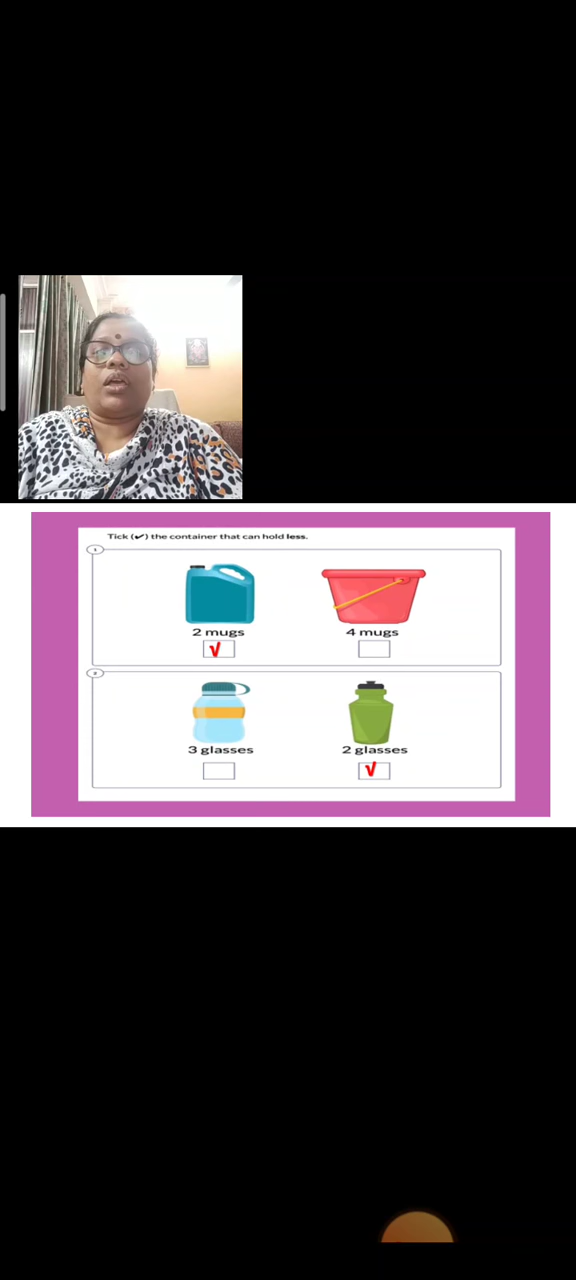 Tick (✔) the container that can hold less.
1
2 mugs
4 mugs
√
2
3 glasses
2 glasses
√